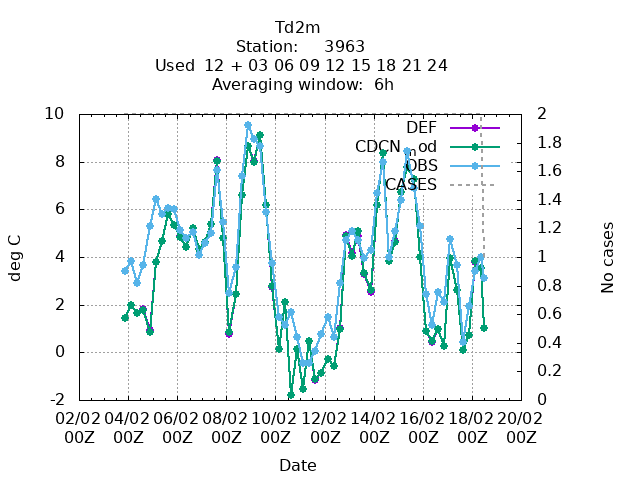 Td2m
Station: 3963
Used 12 + 03 06 09 12 15 18 21 24
Averaging window: 6h
10
8
6
4
2
0
-2
deg C
2
1.8
1.6
1.4
1.2
1
0.8
0.6
0.4
0.2
0
No cases
DEF
CDCN_mod
OBS
CASES
02/02 04/02 06/02 08/02 10/02 12/02 14/02 16/02 18/02 20/02
00Z 00Z 00Z 00Z 00Z 00Z 00Z 00Z 00Z 00Z
Date